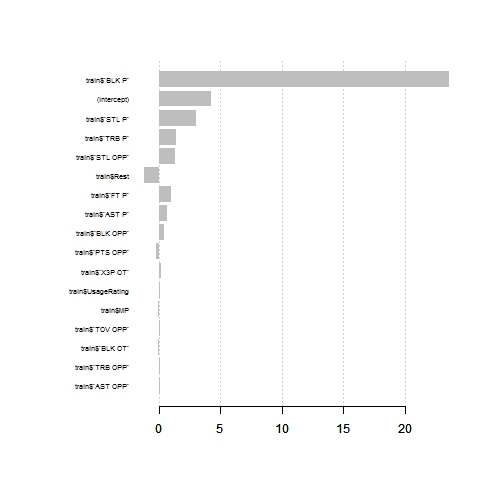 train$`BLK P`
(Intercept)
train$`STL P`
train$`TRB P`
train$`STL OPP`
train$Rest
train$`FT P`
train$`AST P`
train$`BLK OPP`
train$`PTS OPP`
train$`X3P OT`
train$UsageRating
train$MP
train$`TOV OPP`
train$`BLK OT`
train$`TRB OPP`
train$`AST OPP`
0 5 10 15 20